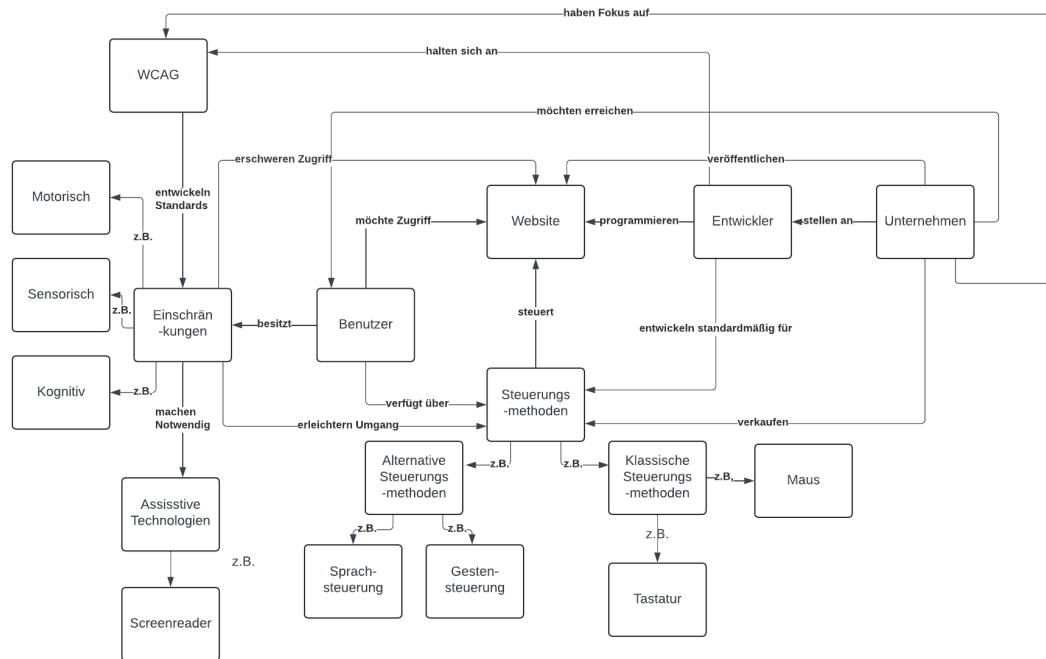 haben Fokus auf
WCAG
halten sich an
möchten erreichen
erschweren Zugriff
veröffentlichen
Motorisch
entwickeln
Standards
möchte Zugriff
Website
programmieren
Entwickler
stellen an
Unternehmen
z.B.
Sensorisch
z.B.
Einschrän
-kungen
besitzt
Benutzer
steuert
entwickeln standardmäßig für
Kognitiv
z.B.
machen
Notwendig
verfügt über
erleichtern Umgang
Steuerungs
-methoden
verkaufen
Alternative
Steuerungs
-methoden
z.B.
z.B.
Klassische
Steuerungs
-methoden
z.B,
Maus
Assisstive
Technologien
z.B.
z.B.
z.B.
z.B.
Sprach-
steuerung
Gesten-
steuerung
Tastatur
Screenreader